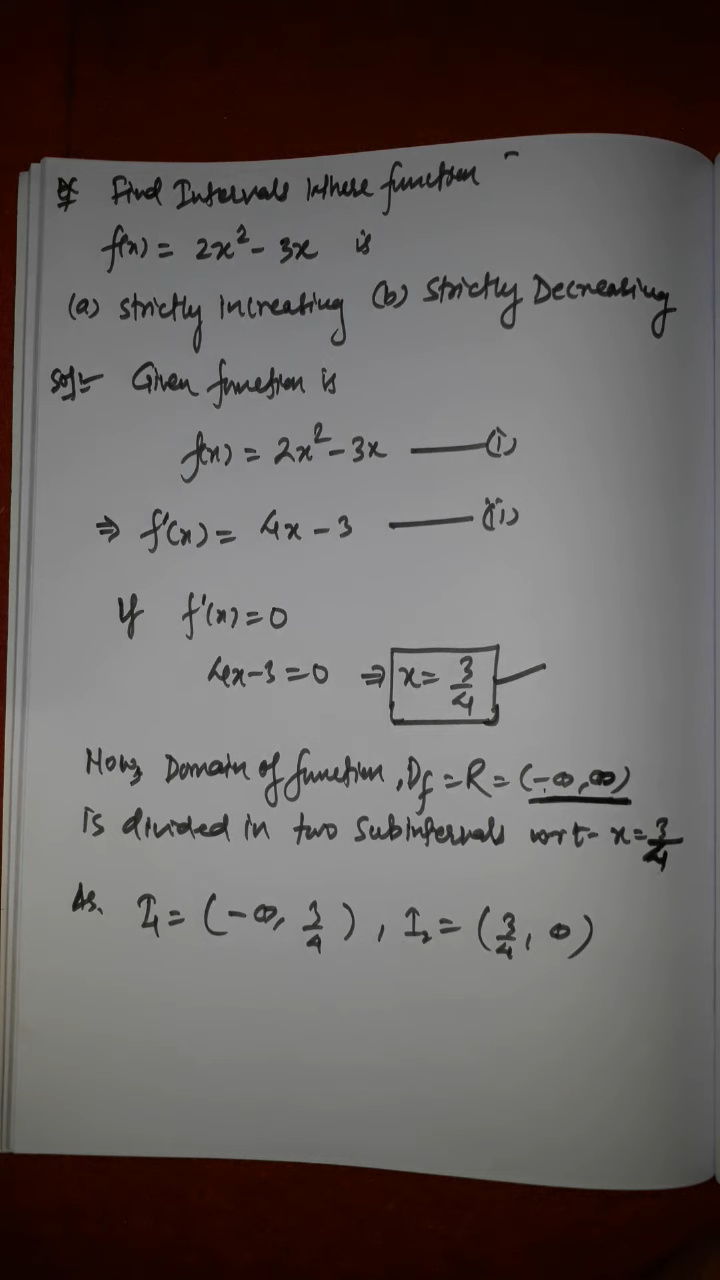 Find Intervals Where function
f(x) = 2x² - 3x is
(a) strictly increasing (b) strictly Decreasing
Solⁿ:- Given function is
f(x) = 2x² - 3x —— (i)
⇒ f'(x) = 4x - 3 —— (ii)
If f'(x) = 0
4x - 3 = 0 ⇒ x = 3/4
Now, Domain of function, Df = R = (-∞, ∞)
is divided in two subintervals w.r.t- x = 3/4
As. I₁ = (-∞, 3/4), I₂ = (3/4, ∞)